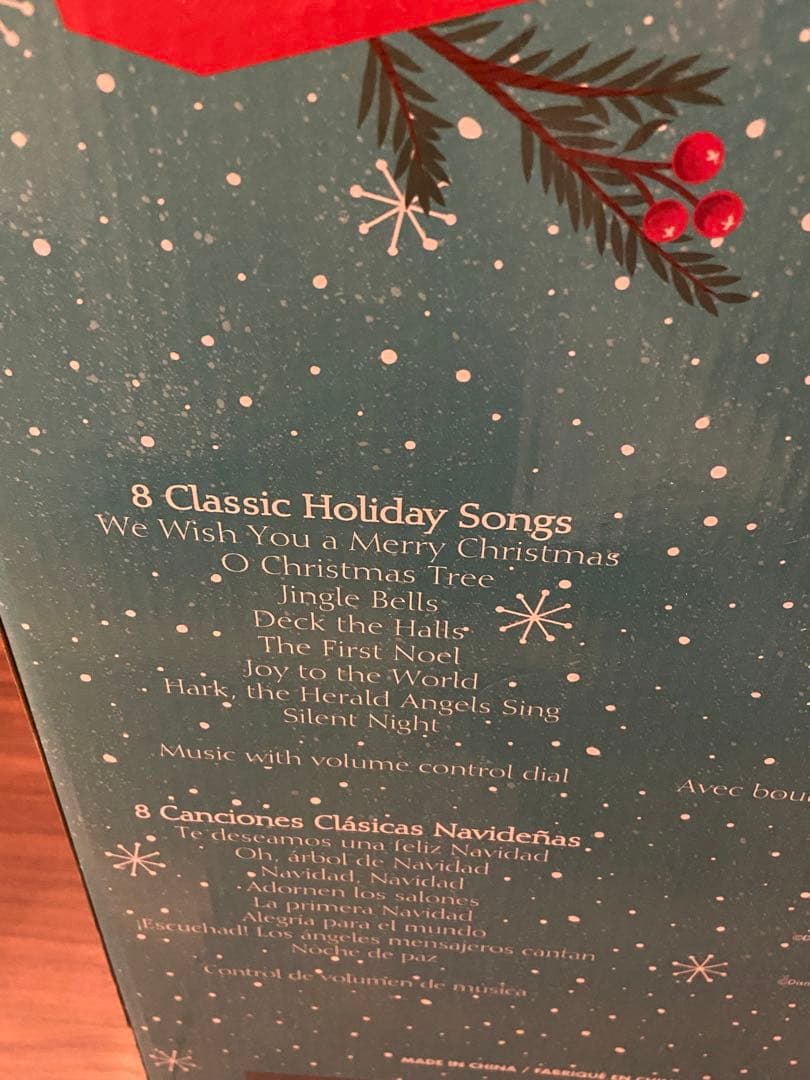 8 Classic Holiday Songs
We Wish You a Merry Christmas
O Christmas Tree
Jingle Bells
Deck the Halls
The First Noel
Joy to the World
Hark, the Herald Angels Sing
Silent Night
Music with volume control dial
Avec
8 Canciones Clásicas Navideñas
Te deseamos una feliz Navidad
Oh, árbol de Navidad
Navidad, Navidad
Adornen los salones
La primera Navidad
Alegría para el mundo
¡Escuchad! Los ángeles mensajeros cantan
Noche de paz
Control de volumen de música
MADE IN CHINA / FABRIQUÉ EN